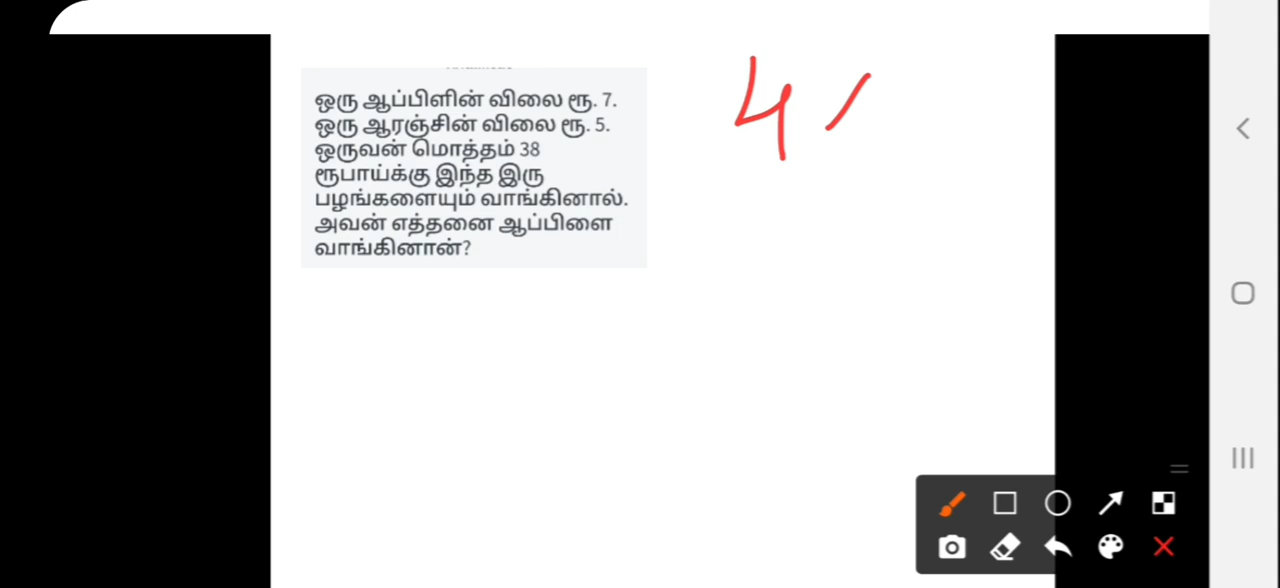 ஒரு ஆப்பிளின் விலை ரூ. 7.
ஒரு ஆரஞ்சின் விலை ரூ. 5.
ஒருவன் மொத்தம் 38
ரூபாய்க்கு இந்த இரு
பழங்களையும் வாங்கினால்.
அவன் எத்தனை ஆப்பிளை
வாங்கினான்?
4 /